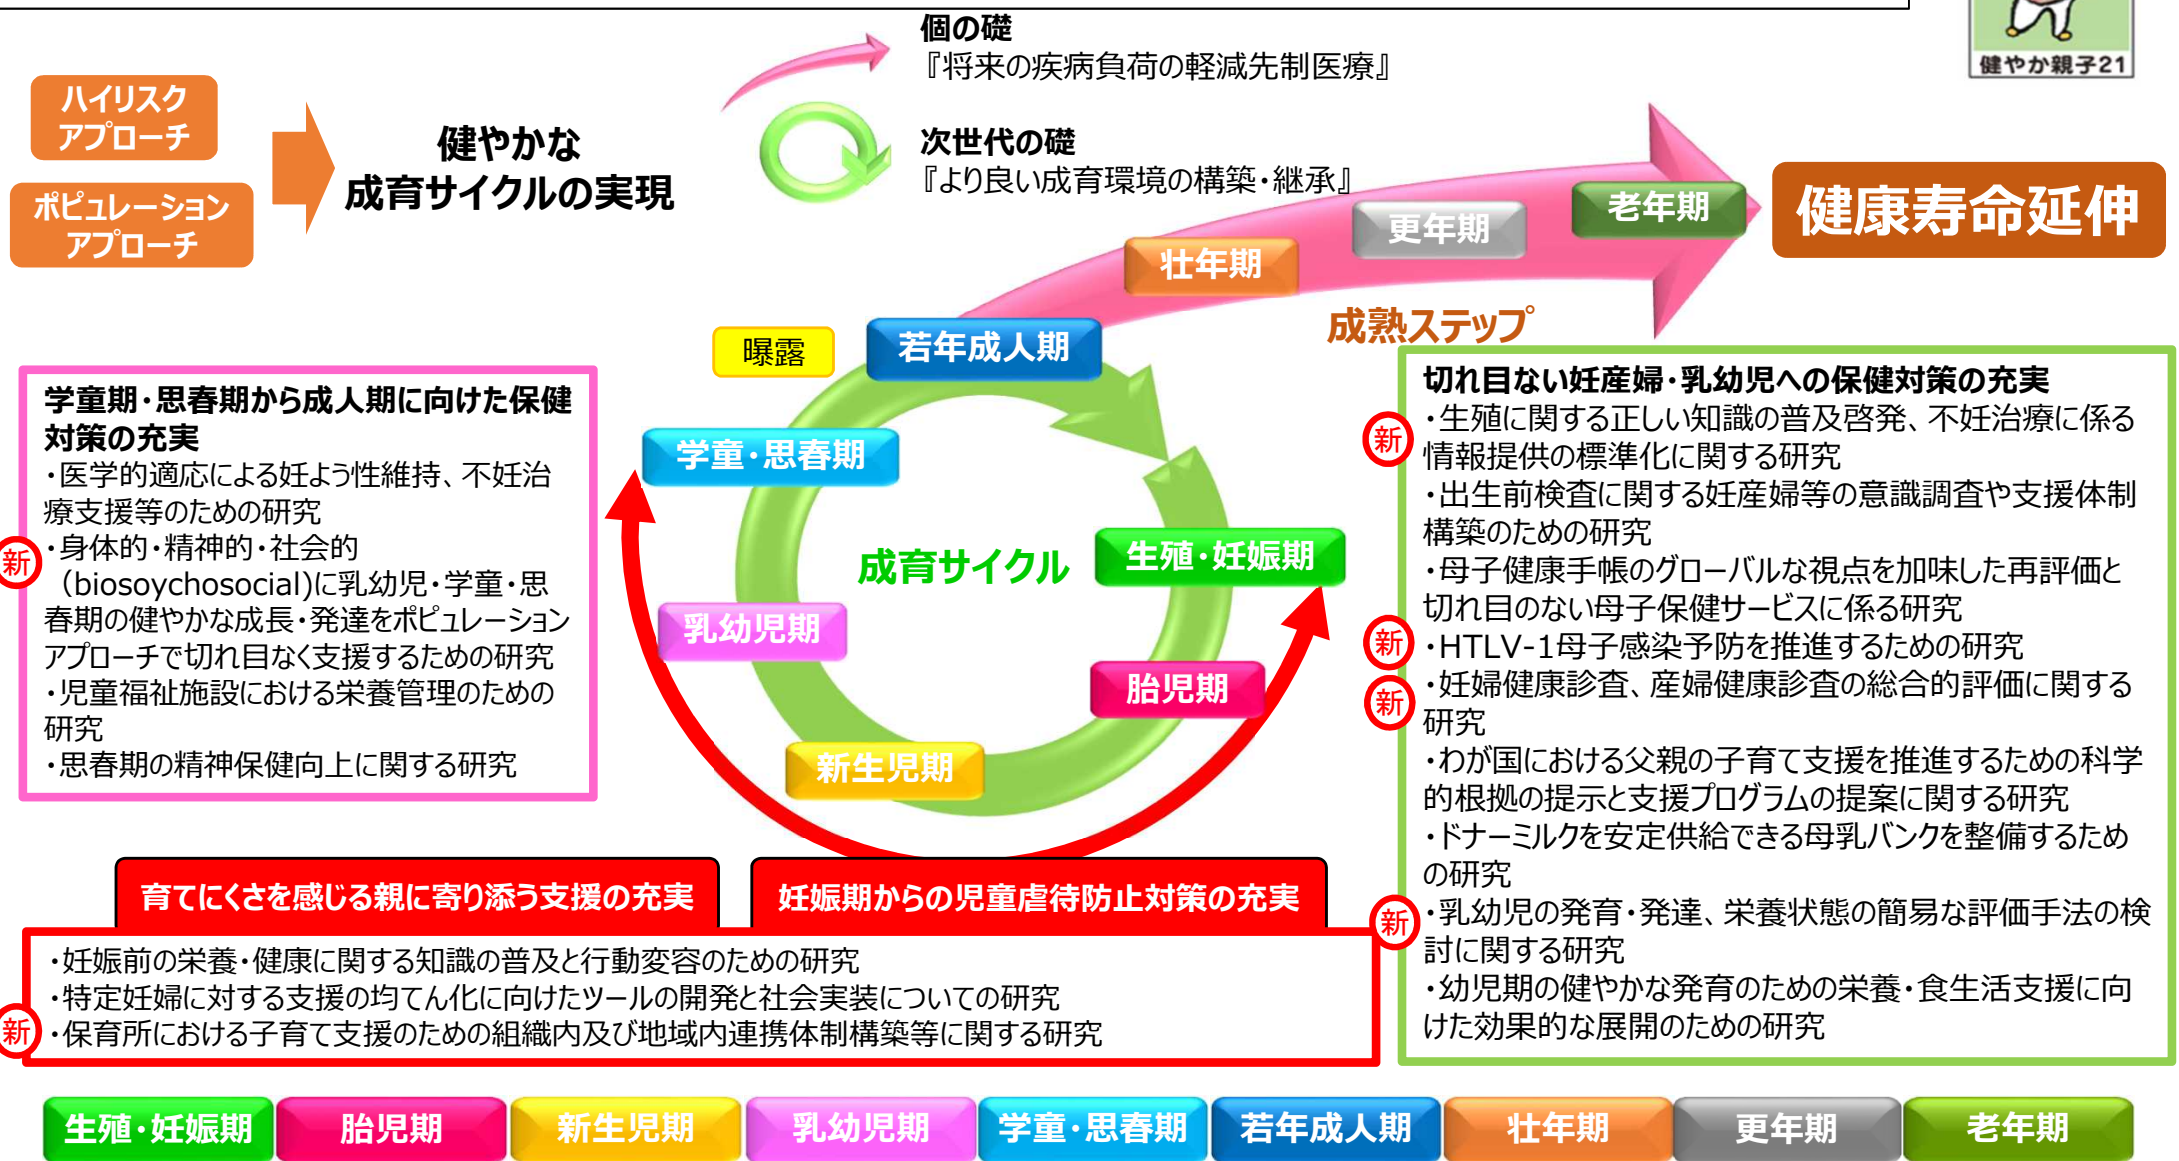 個の礎
『将来の疾病負荷の軽減先制医療』
健やか親子21
ハイリスク
アプローチ
ポピュレーション
アプローチ
健やかな
成育サイクルの実現
次世代の礎
『より良い成育環境の構築・継承』
老年期
更年期
壮年期
健康寿命延伸
成熟ステップ
曝露
若年成人期
学童・思春期
成育サイクル
生殖・妊娠期
乳幼児期
胎児期
新生児期
学童期・思春期から成人期に向けた保健
対策の充実
・医学的適応による妊よう性維持、不妊治
療支援等のための研究
新
・身体的・精神的・社会的
(biosoychosocial)に乳幼児・学童・思
春期の健やかな成長・発達をポピュレーション
アプローチで切れ目なく支援するための研究
・児童福祉施設における栄養管理のための
研究
・思春期の精神保健向上に関する研究
切れ目ない妊産婦・乳幼児への保健対策の充実
新
・生殖に関する正しい知識の普及啓発、不妊治療に係る
情報提供の標準化に関する研究
・出生前検査に関する妊産婦等の意識調査や支援体制
構築のための研究
・母子健康手帳のグローバルな視点を加味した再評価と
切れ目のない母子保健サービスに係る研究
新
・HTLV-1母子感染予防を推進するための研究
新
・妊婦健康診査、産婦健康診査の総合的評価に関する
研究
・わが国における父親の子育て支援を推進するための科学
的根拠の提示と支援プログラムの提案に関する研究
・ドナーミルクを安定供給できる母乳バンクを整備するため
の研究
新
・乳幼児の発育・発達、栄養状態の簡易な評価手法の検
討に関する研究
・幼児期の健やかな発育のための栄養・食生活支援に向
けた効果的な展開のための研究
育てにくさを感じる親に寄り添う支援の充実
妊娠期からの児童虐待防止対策の充実
・妊娠前の栄養・健康に関する知識の普及と行動変容のための研究
・特定妊婦に対する支援の均てん化に向けたツールの開発と社会実装についての研究
新
・保育所における子育て支援のための組織内及び地域内連携体制構築等に関する研究
生殖・妊娠期
胎児期
新生児期
乳幼児期
学童・思春期
若年成人期
壮年期
更年期
老年期